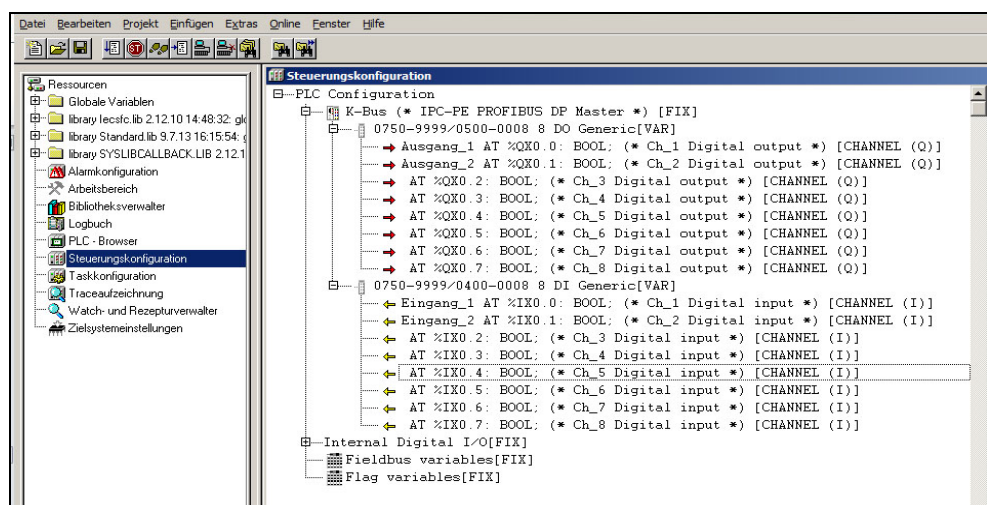 Datei Bearbeiten Projekt Einfügen Extras Online Fenster Hilfe
Ressourcen
Globale Variablen
library Iecsfc.lib 2.12.10 14:48:32: glo
library Standard.lib 9.7.13 16:15:54: g
library SYSLIBCALLBACK.LIB 2.12.1
Alarmkonfiguration
Arbeitsbereich
Bibliotheksverwalter
Logbuch
PLC - Browser
Steuerungskonfiguration
Taskkonfiguration
Traceaufzeichnung
Watch- und Rezepturverwalter
Zielsystemeinstellungen
Steuerungskonfiguration
PLC Configuration
K-Bus (* IPC-PE PROFIBUS DP Master *) [FIX]
0750-9999/0500-0008 8 DO Generic[VAR]
Ausgang_1 AT %QX0.0: BOOL; (* Ch_1 Digital output *) [CHANNEL (Q)]
Ausgang_2 AT %QX0.1: BOOL; (* Ch_2 Digital output *) [CHANNEL (Q)]
AT %QX0.2: BOOL; (* Ch_3 Digital output *) [CHANNEL (Q)]
AT %QX0.3: BOOL; (* Ch_4 Digital output *) [CHANNEL (Q)]
AT %QX0.4: BOOL; (* Ch_5 Digital output *) [CHANNEL (Q)]
AT %QX0.5: BOOL; (* Ch_6 Digital output *) [CHANNEL (Q)]
AT %QX0.6: BOOL; (* Ch_7 Digital output *) [CHANNEL (Q)]
AT %QX0.7: BOOL; (* Ch_8 Digital output *) [CHANNEL (Q)]
0750-9999/0400-0008 8 DI Generic[VAR]
Eingang_1 AT %IX0.0: BOOL; (* Ch_1 Digital input *) [CHANNEL (I)]
Eingang_2 AT %IX0.1: BOOL; (* Ch_2 Digital input *) [CHANNEL (I)]
AT %IX0.2: BOOL; (* Ch_3 Digital input *) [CHANNEL (I)]
AT %IX0.3: BOOL; (* Ch_4 Digital input *) [CHANNEL (I)]
AT %IX0.4: BOOL; (* Ch_5 Digital input *) [CHANNEL (I)]
AT %IX0.5: BOOL; (* Ch_6 Digital input *) [CHANNEL (I)]
AT %IX0.6: BOOL; (* Ch_7 Digital input *) [CHANNEL (I)]
AT %IX0.7: BOOL; (* Ch_8 Digital input *) [CHANNEL (I)]
Internal Digital I/O[FIX]
Fieldbus variables[FIX]
Flag variables[FIX]